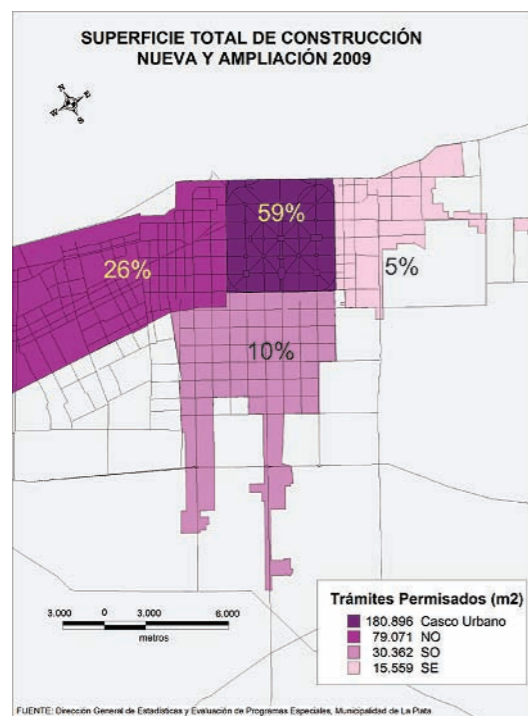 SUPERFICIE TOTAL DE CONSTRUCCIÓN
NUEVA Y AMPLIACIÓN 2009
N
E
W
S
59%
26%
5%
10%
3.000 0 3.000 6.000
metros
Trámites Permisados (m2)
180.896 Casco Urbano
79.071 NO
30.362 SO
15.559 SE
FUENTE: Dirección General de Estadísticas y Evaluación de Programas Especiales, Municipalidad de La Plata